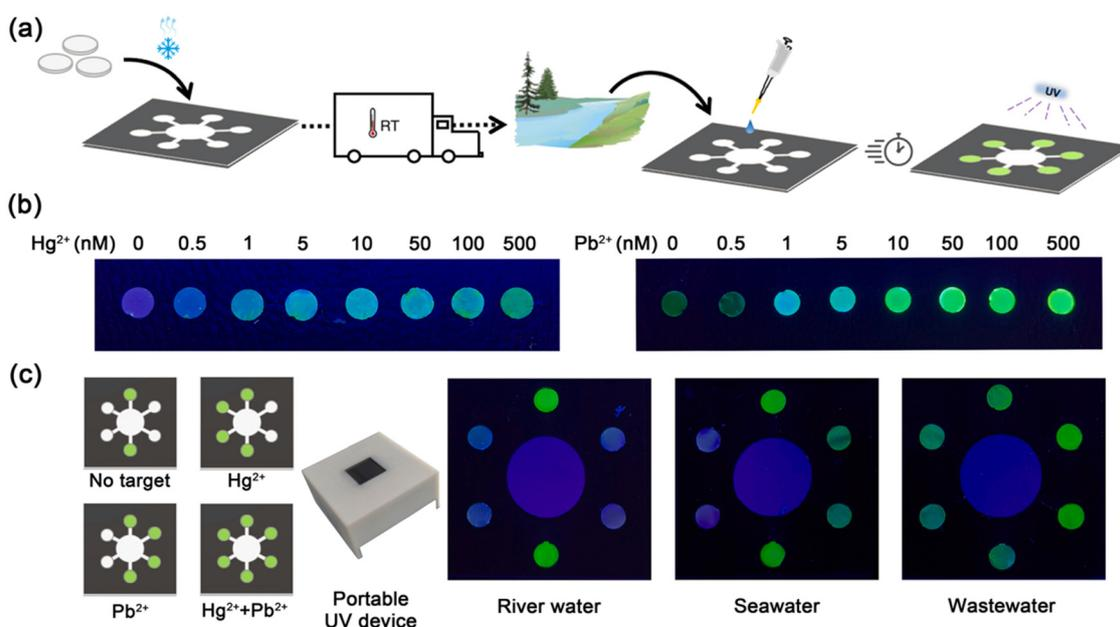 (a)
RT
UV
(b)
Hg²⁺ (nM) 0 0.5 1 5 10 50 100 500
Pb²⁺ (nM) 0 0.5 1 5 10 50 100 500
(c)
No target
Hg²⁺
Pb²⁺
Hg²⁺+Pb²⁺
Portable
UV device
River water
Seawater
Wastewater